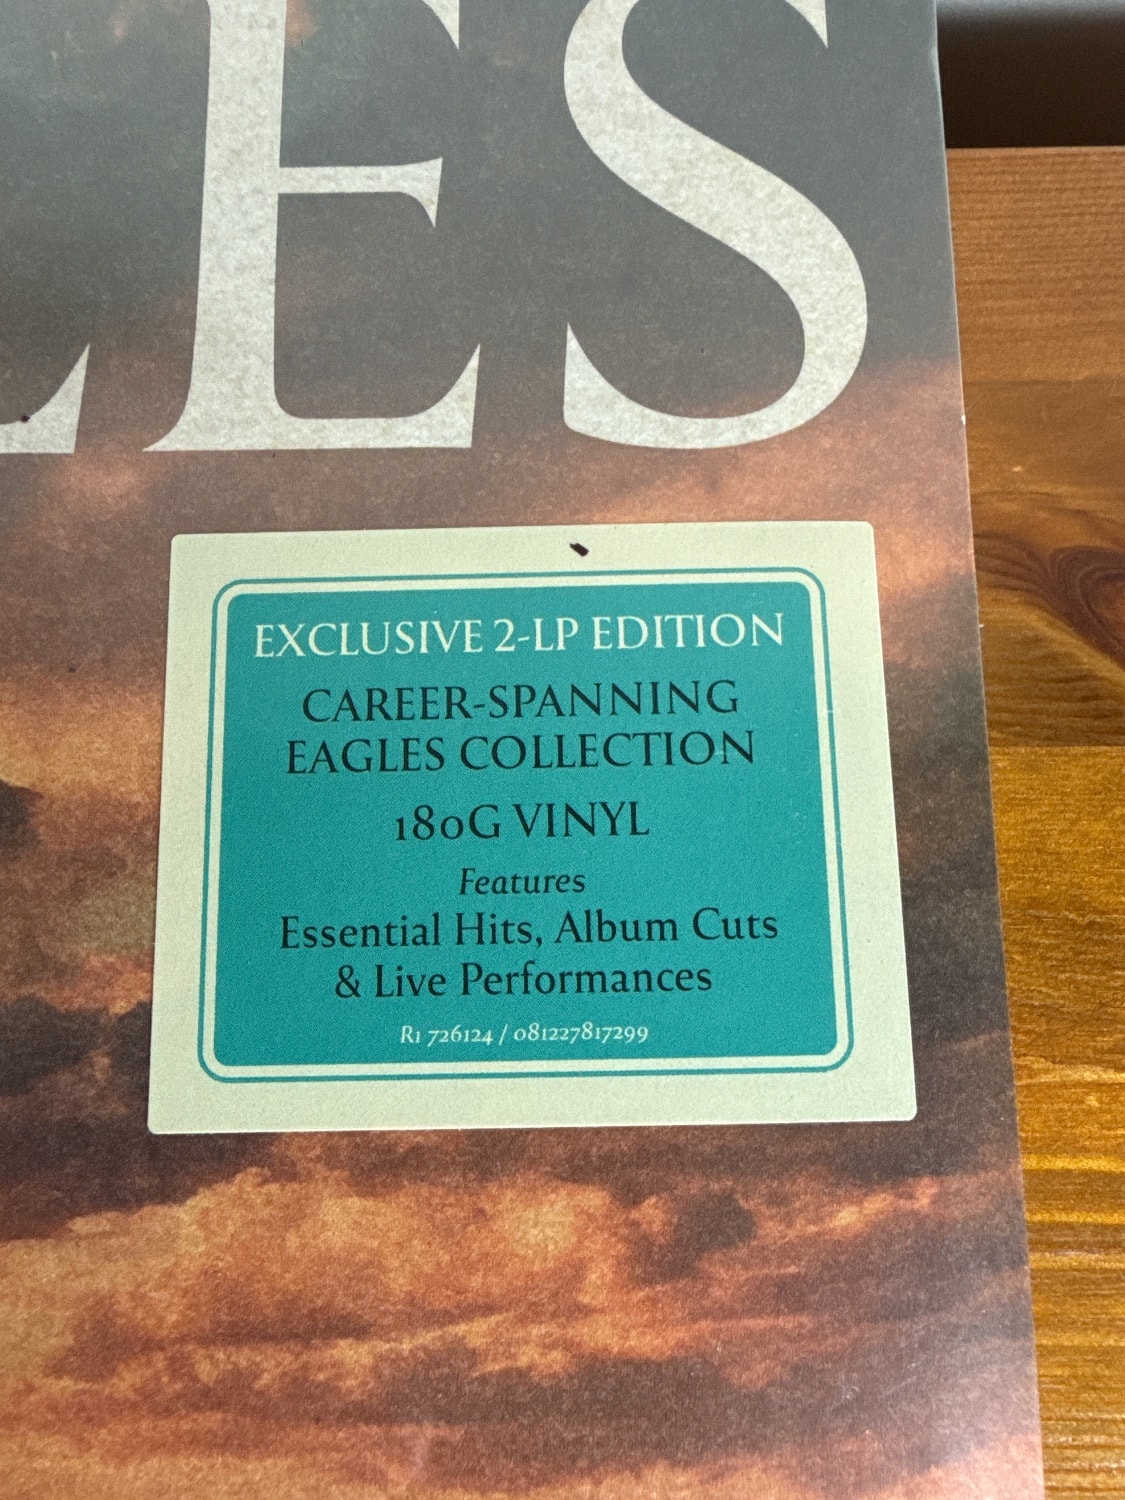 LES
EXCLUSIVE 2-LP EDITION
CAREER-SPANNING
EAGLES COLLECTION
180G VINYL
Features
Essential Hits, Album Cuts
& Live Performances
R1 726124 / 081227817299